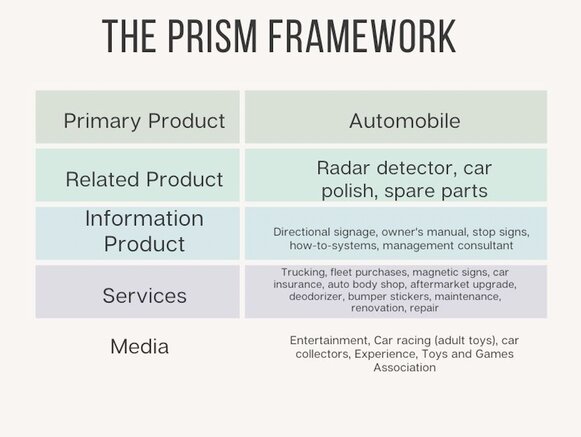 THE PRISM FRAMEWORK
Primary Product
Automobile
Related Product
Radar detector, car
polish, spare parts
Information
Product
Directional signage, owner's manual, stop signs,
how-to-systems, management consultant
Services
Trucking, fleet purchases, magnetic signs, car
insurance, auto body shop, aftermarket upgrade,
deodorizer, bumper stickers, maintenance,
renovation, repair
Media
Entertainment, Car racing (adult toys), car
collectors, Experience, Toys and Games
Association